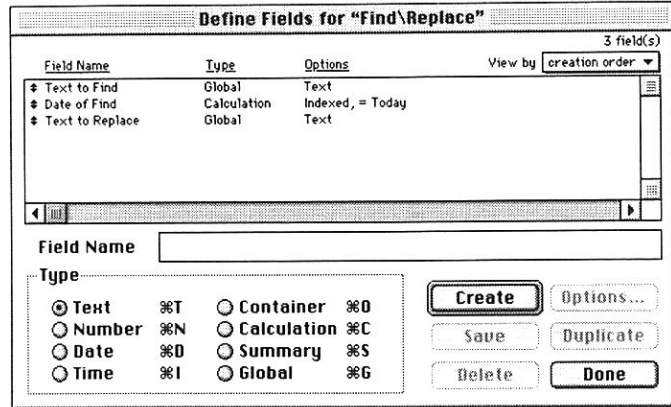 Define Fields for “Find\Replace”
3 field(s)
Field Name Type Options View by creation order
Text to Find Global Text
Date of Find Calculation Indexed, = Today
Text to Replace Global Text
Field Name
Type
Text ⌘T Container ⌘O
Number ⌘N Calculation ⌘C
Date ⌘D Summary ⌘S
Time ⌘I Global ⌘G
Create Options...
Save Duplicate
Delete Done